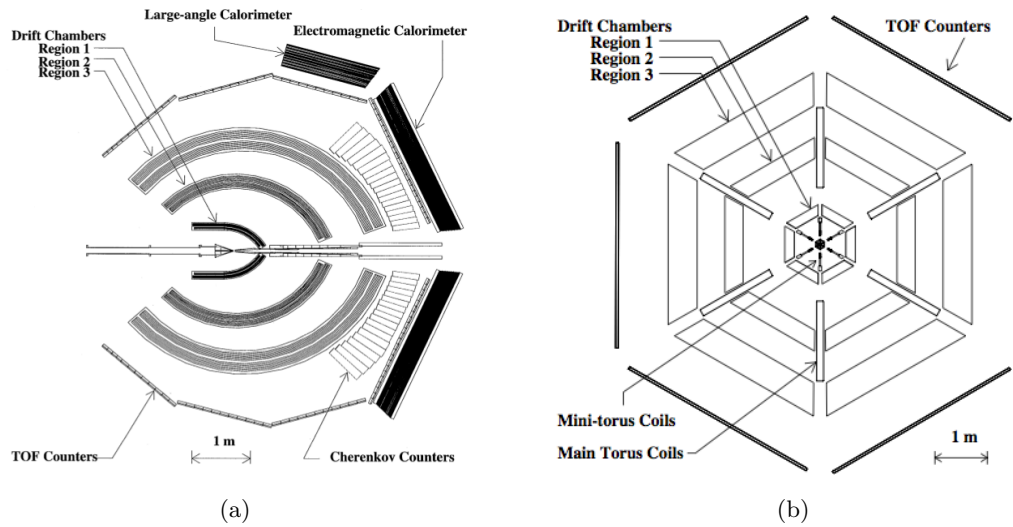 Large-angle Calorimeter
Electromagnetic Calorimeter
Drift Chambers
Region 1
Region 2
Region 3
TOF Counters
1 m
Cherenkov Counters
(a)
Drift Chambers
Region 1
Region 2
Region 3
TOF Counters
Mini-torus Coils
Main Torus Coils
1 m
(b)